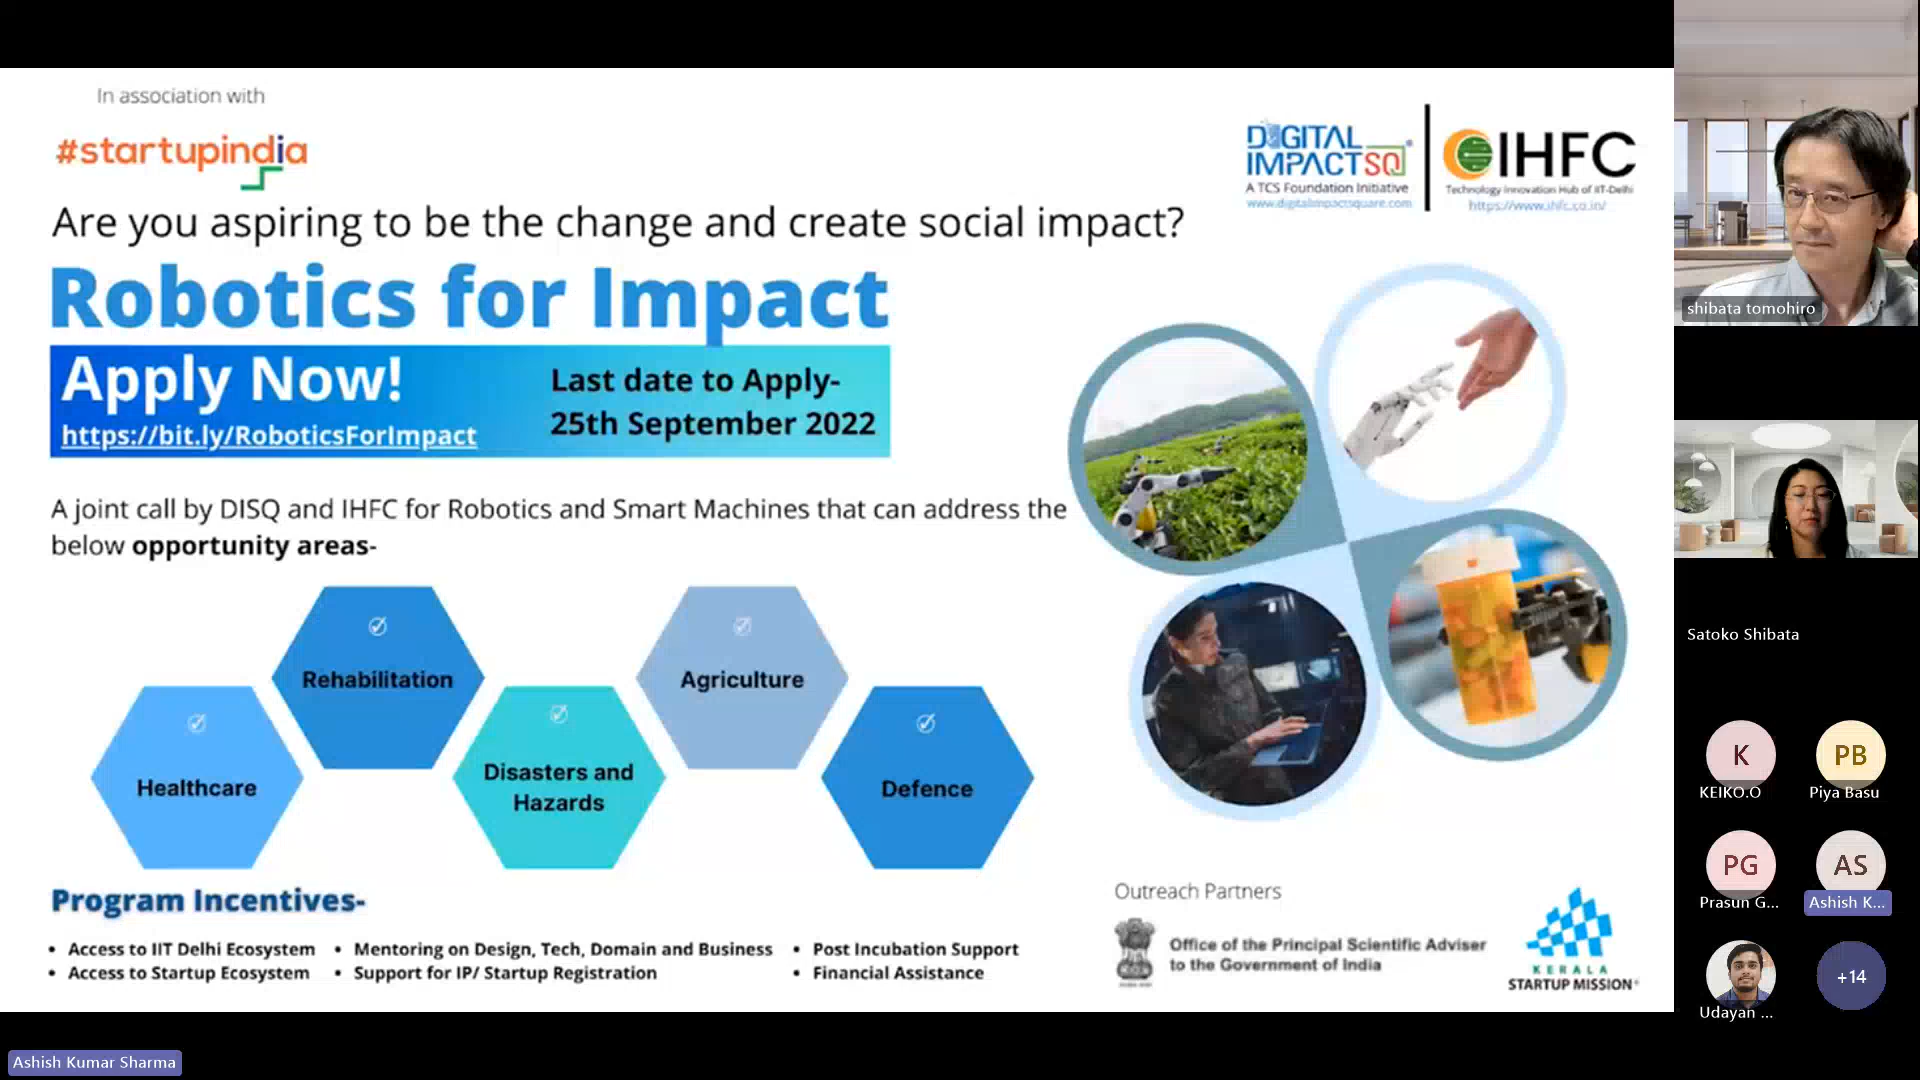 In association with
#startupindia
DIGITAL
IMPACTSQ
A TCS Foundation Initiative
www.digitalimpactsquare.com
IHFC
Technology Innovation Hub of IIT-Delhi
https://www.ihfc.co.in/
Are you aspiring to be the change and create social impact?
Robotics for Impact
Apply Now!
https://bit.ly/RoboticsForImpact
Last date to Apply-
25th September 2022
A joint call by DISQ and IHFC for Robotics and Smart Machines that can address the
below opportunity areas-
Healthcare
Rehabilitation
Disasters and
Hazards
Agriculture
Defence
Program Incentives-
• Access to IIT Delhi Ecosystem
• Access to Startup Ecosystem
• Mentoring on Design, Tech, Domain and Business
• Support for IP/ Startup Registration
• Post Incubation Support
• Financial Assistance
Outreach Partners
Office of the Principal Scientific Adviser
to the Government of India
KERALA
STARTUP MISSION
shibata tomohiro
Satoko Shibata
K
KEIKO.O
PB
Piya Basu
PG
Prasun G...
AS
Ashish K...
Udayan ...
+14
Ashish Kumar Sharma